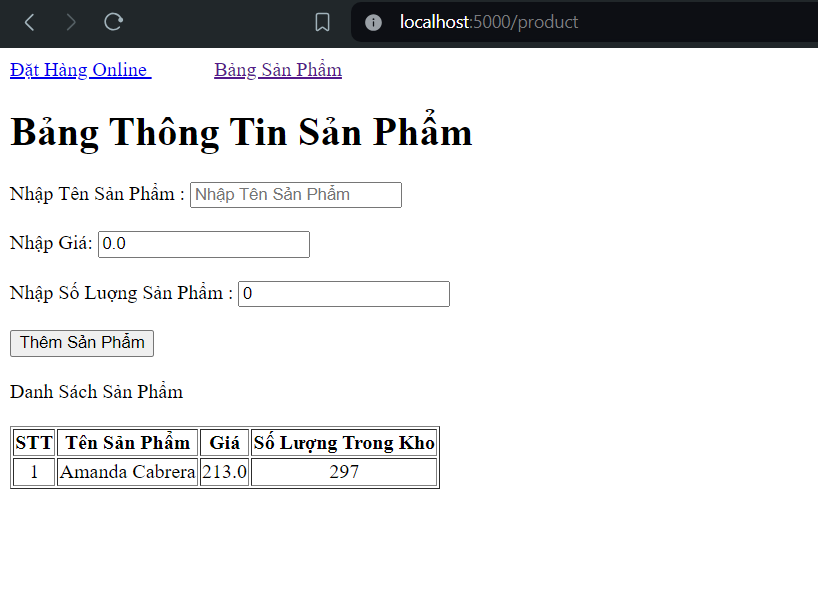 localhost:5000/product
Đặt Hàng Online Bảng Sản Phẩm
Bảng Thông Tin Sản Phẩm
Nhập Tên Sản Phẩm : Nhập Tên Sản Phẩm
Nhập Giá: 0.0
Nhập Số Luợng Sản Phẩm : 0
Thêm Sản Phẩm
Danh Sách Sản Phẩm
STT Tên Sản Phẩm Giá Số Lượng Trong Kho
1 Amanda Cabrera 213.0 297